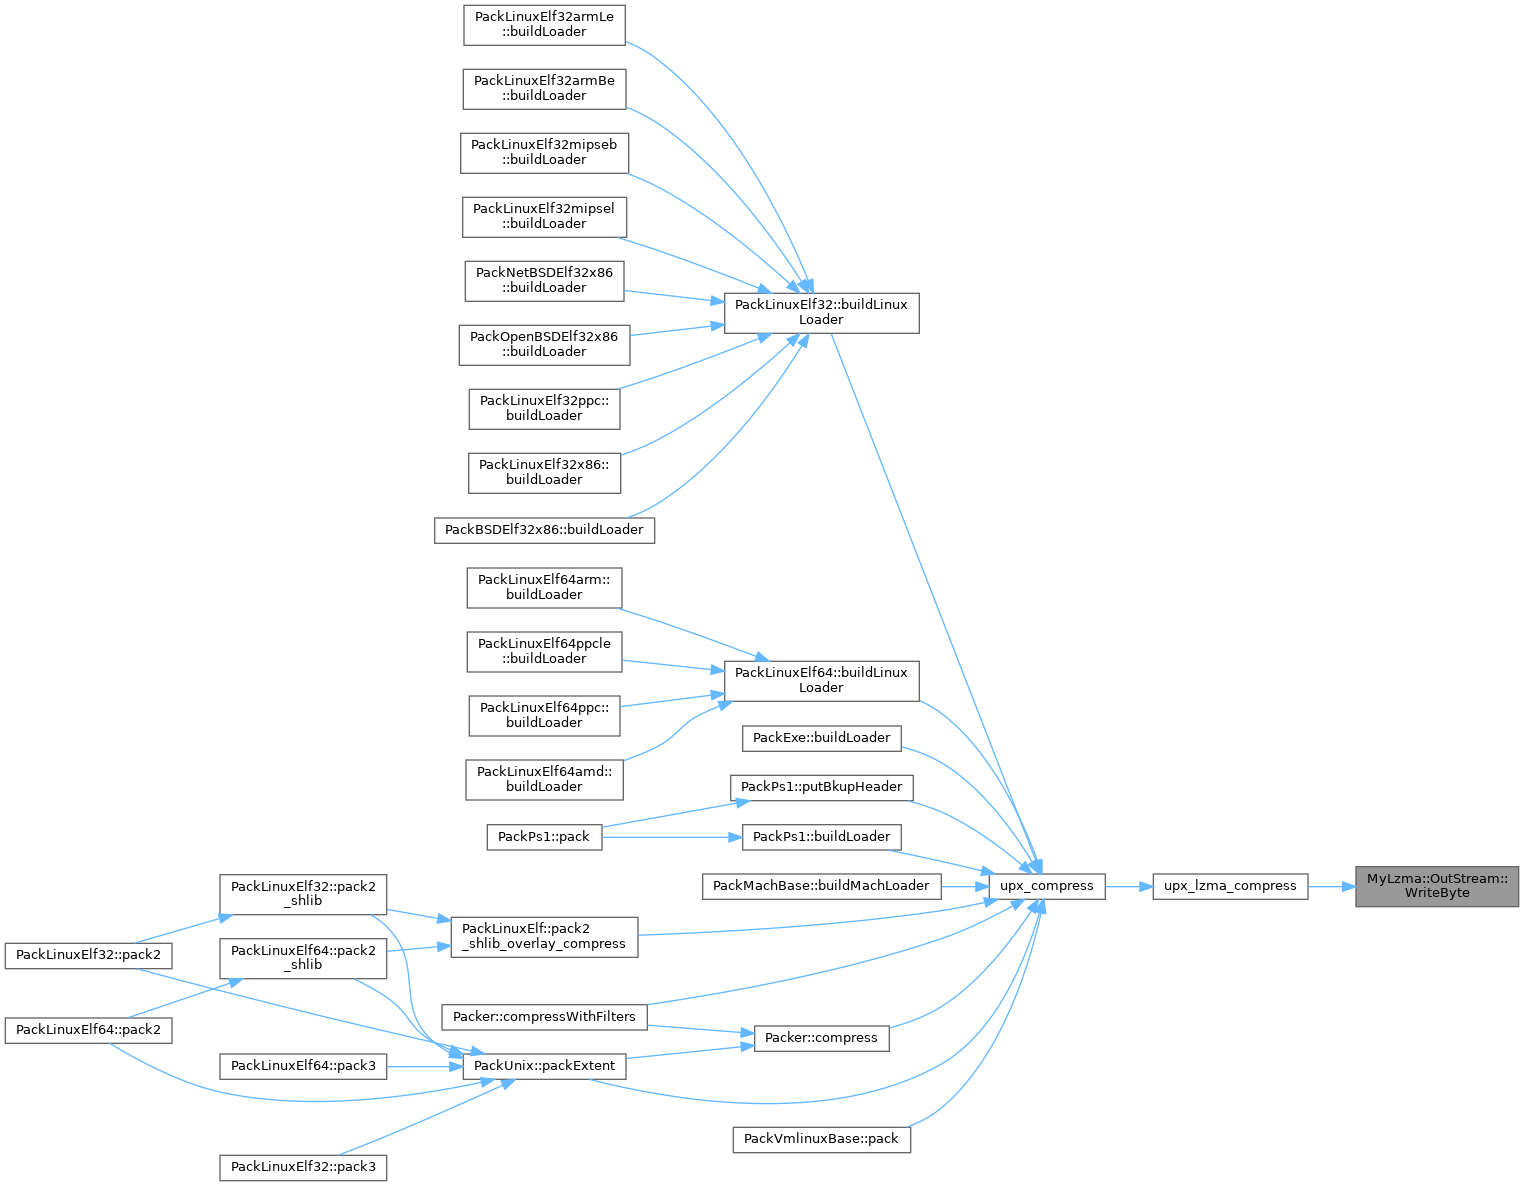 PackLinuxElf32armLe
::buildLoader
PackLinuxElf32armBe
::buildLoader
PackLinuxElf32mipseb
::buildLoader
PackLinuxElf32mipsel
::buildLoader
PackNetBSDElf32x86
::buildLoader
PackLinuxElf32::buildLinux
Loader
PackOpenBSDElf32x86
::buildLoader
PackLinuxElf32ppc::
buildLoader
PackLinuxElf32x86::
buildLoader
PackBSDElf32x86::buildLoader
PackLinuxElf64arm::
buildLoader
PackLinuxElf64ppcle
::buildLoader
PackLinuxElf64::buildLinux
Loader
PackLinuxElf64ppc::
buildLoader
PackExe::buildLoader
PackLinuxElf64amd::
buildLoader
PackPs1::putBkupHeader
PackPs1::pack
PackPs1::buildLoader
PackLinuxElf32::pack2
_shlib
PackMachBase::buildMachLoader
upx_compress
upx_lzma_compress
MyLzma::OutStream::
WriteByte
PackLinuxElf::pack2
_shlib_overlay_compress
PackLinuxElf32::pack2
PackLinuxElf64::pack2
_shlib
Packer::compressWithFilters
PackLinuxElf64::pack2
Packer::compress
PackLinuxElf64::pack3
PackUnix::packExtent
PackVmlinuxBase::pack
PackLinuxElf32::pack3